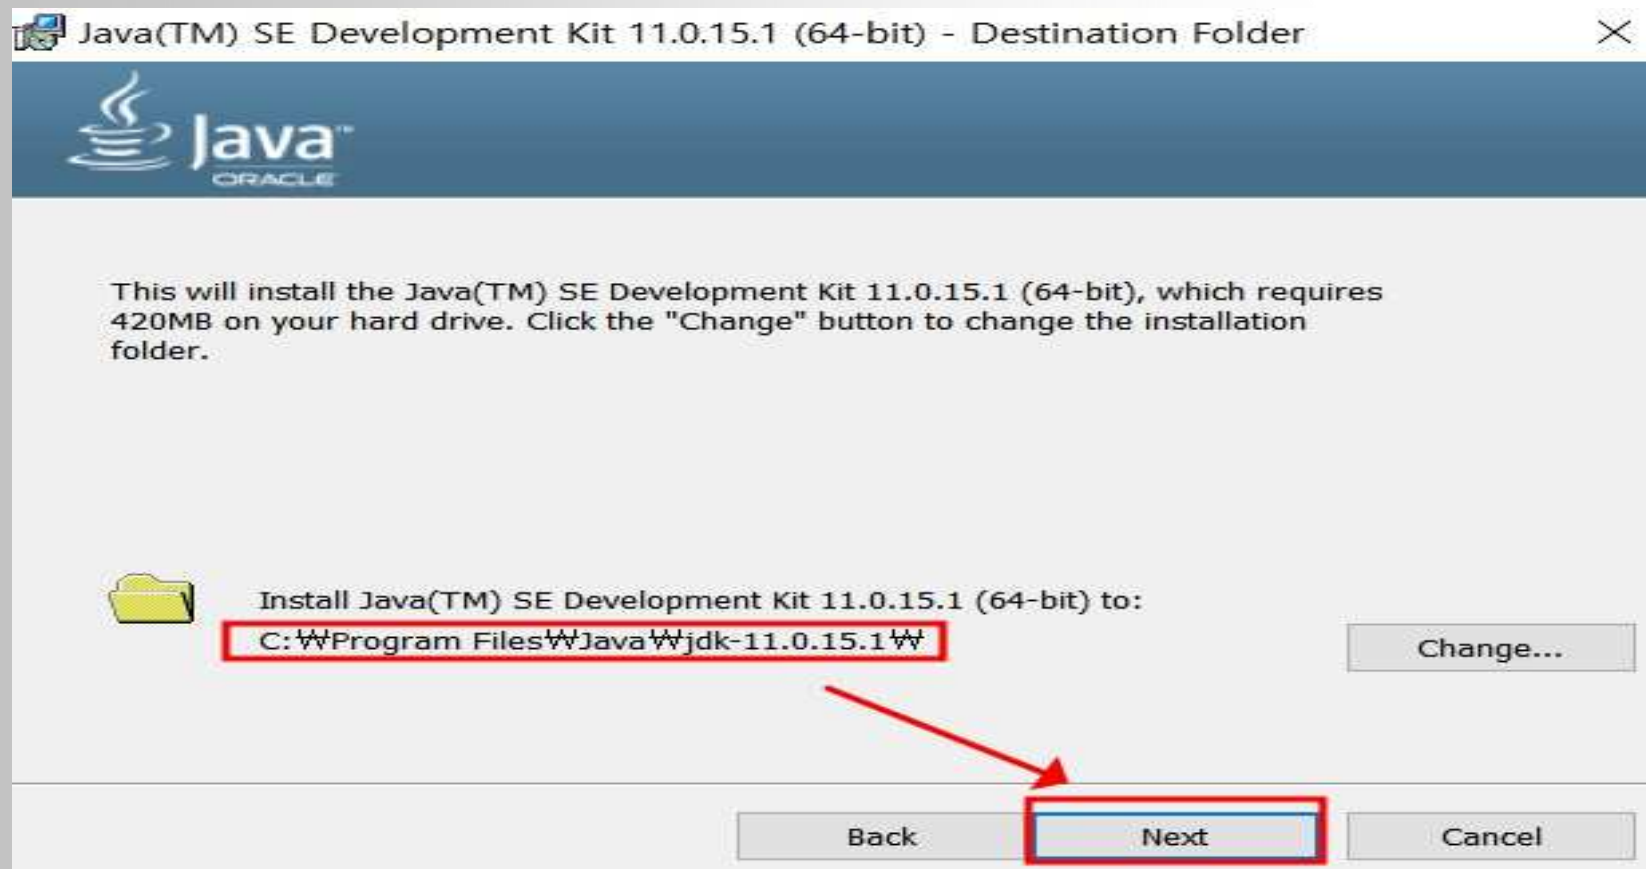 Java(TM) SE Development Kit 11.0.15.1 (64-bit) - Destination Folder
Java™
ORACLE
This will install the Java(TM) SE Development Kit 11.0.15.1 (64-bit), which requires
420MB on your hard drive. Click the "Change" button to change the installation
folder.
Install Java(TM) SE Development Kit 11.0.15.1 (64-bit) to:
C:₩Program Files₩Java₩jdk-11.0.15.1₩
Change...
Back
Next
Cancel